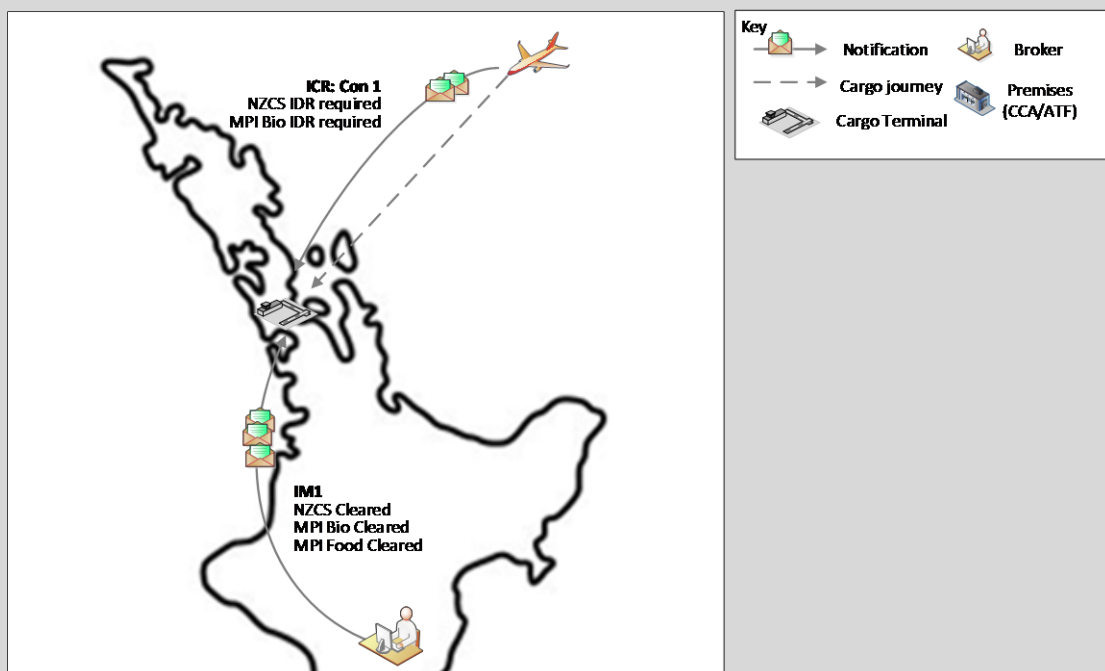 ICR: Con 1
NZCS IDR required
MPI Bio IDR required
IM1
NZCS Cleared
MPI Bio Cleared
MPI Food Cleared
Key
Notification
Cargo journey
Cargo Terminal
Broker
Premises
(CCA/ATF)